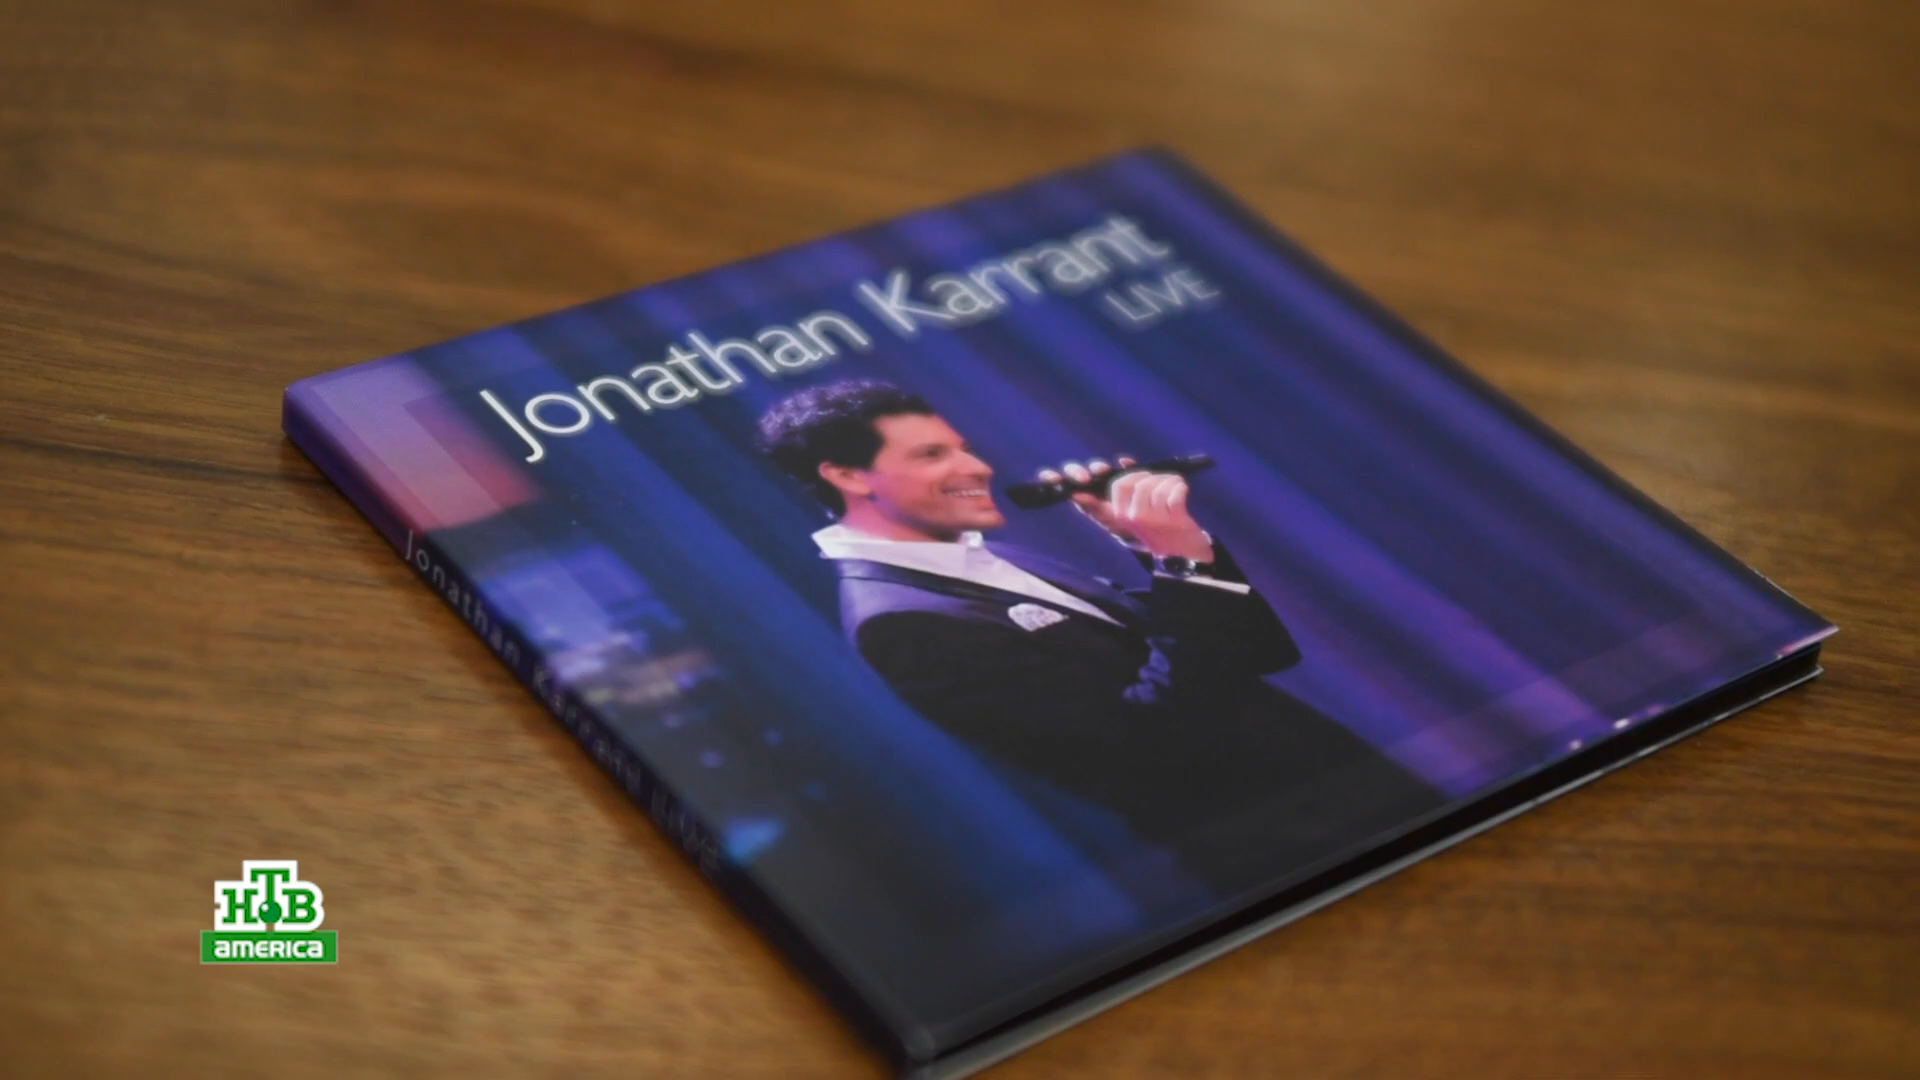 Jonathan Karrant
LIVE
Jonathan Karrant LIVE
НТВ
america